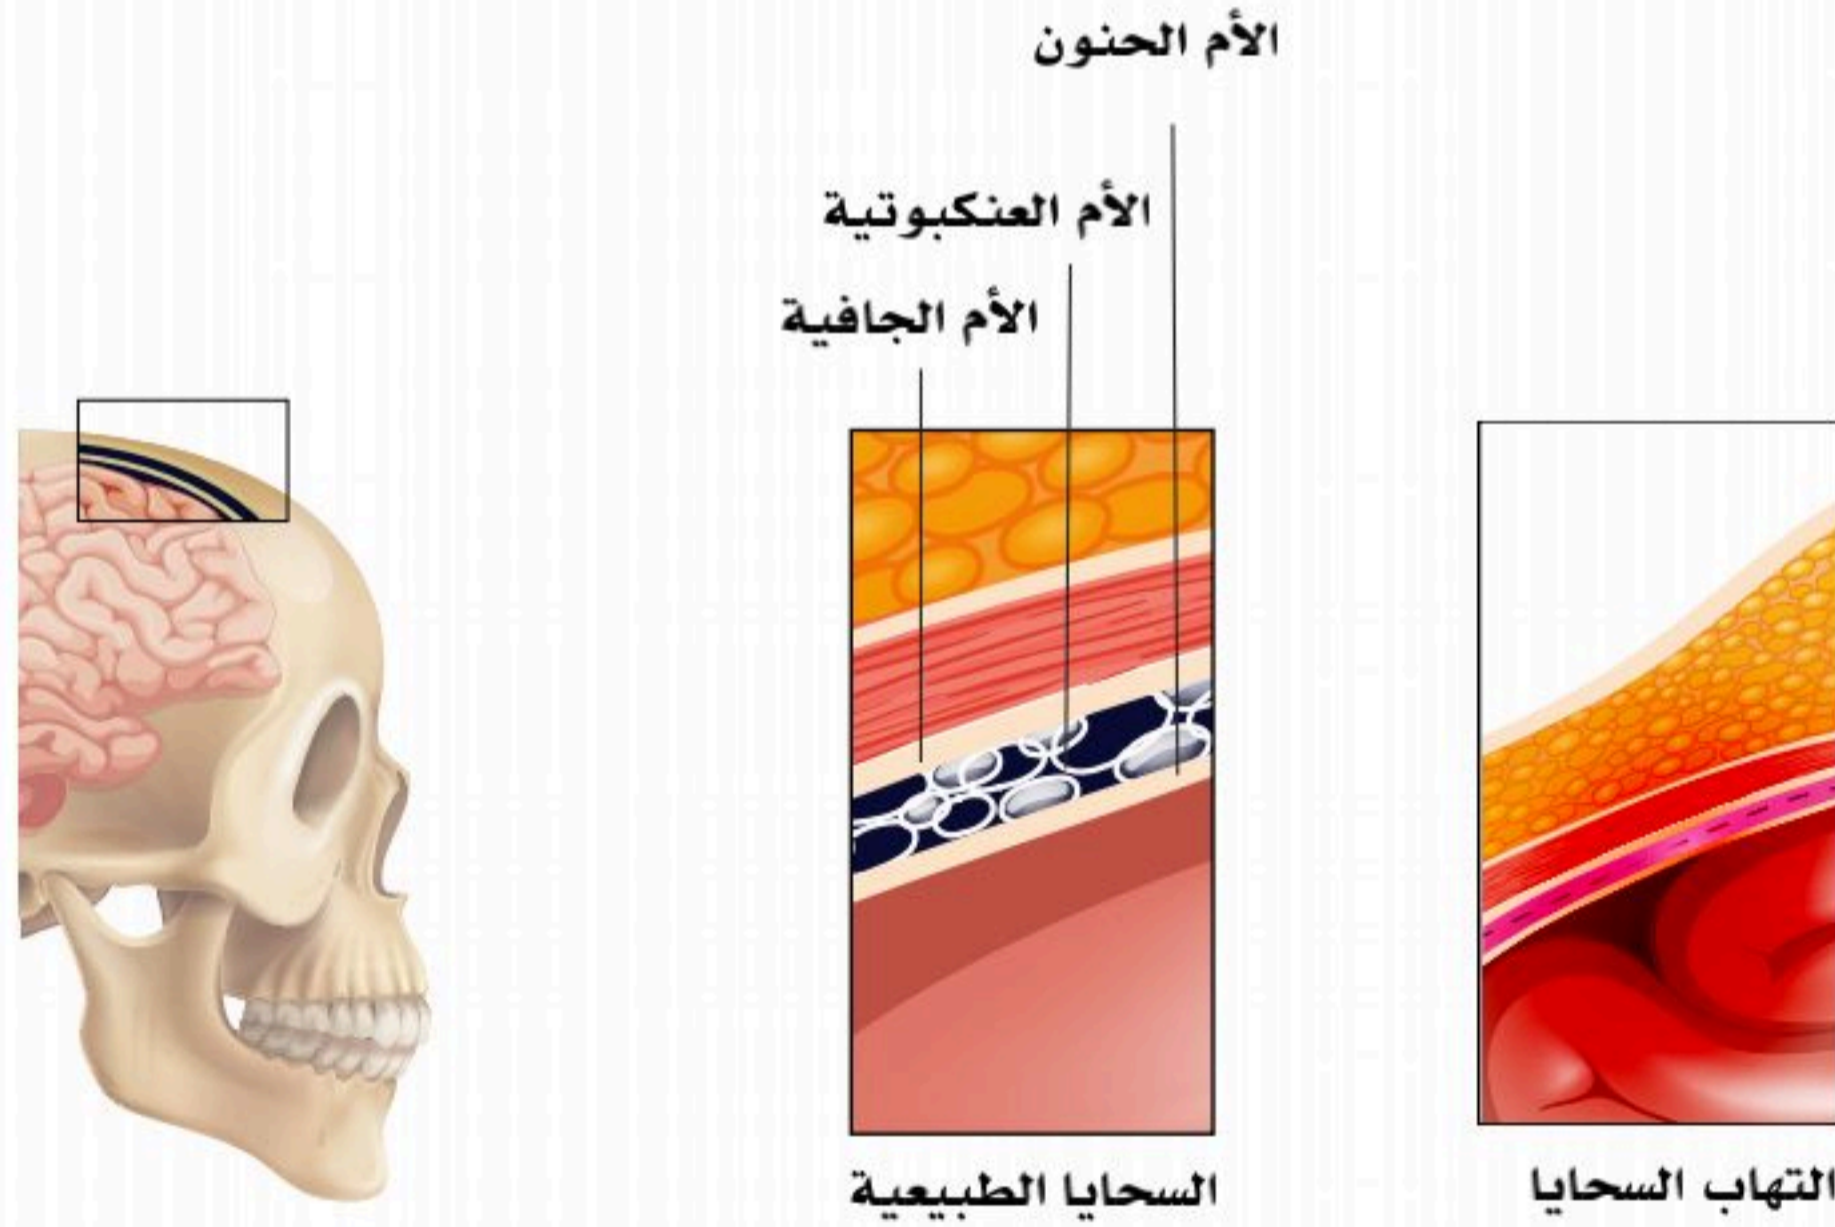 الأم الحنون
الأم العنكبوتية
الأم الجافية
السحايا الطبيعية
التهاب السحايا